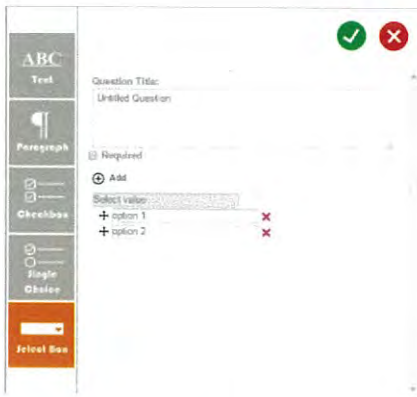 ABC
Text
Paragraph
Checkbox
Single
Choice
Select Box
Question Title:
Untitled Question
Required
Add
Select value
option 1
option 2